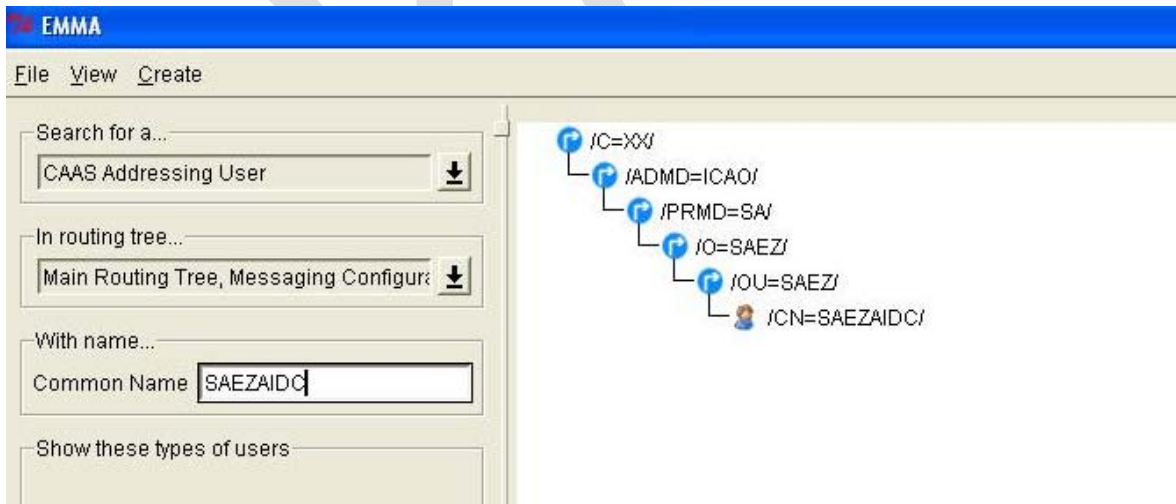 EMMA
File View Create
Search for a...
CAAS Addressing User
In routing tree...
Main Routing Tree, Messaging Configura
With name...
Common Name SAEZAIDC
Show these types of users
/C=XX/
/ADMD=ICAO/
/PRMD=SA/
/O=SAEZ/
/OU=SAEZ/
/CN=SAEZAIDC/